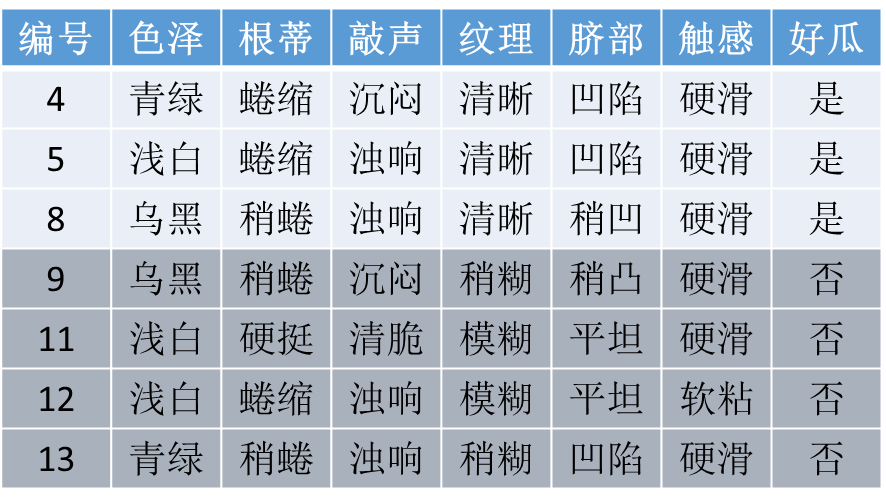 编号 色泽 根蒂 敲声 纹理 脐部 触感 好瓜
4 青绿 蜷缩 沉闷 清晰 凹陷 硬滑 是
5 浅白 蜷缩 浊响 清晰 凹陷 硬滑 是
8 乌黑 稍蜷 浊响 清晰 稍凹 硬滑 是
9 乌黑 稍蜷 沉闷 稍糊 稍凸 硬滑 否
11 浅白 硬挺 清脆 模糊 平坦 硬滑 否
12 浅白 蜷缩 浊响 模糊 平坦 软粘 否
13 青绿 稍蜷 浊响 稍糊 凹陷 硬滑 否